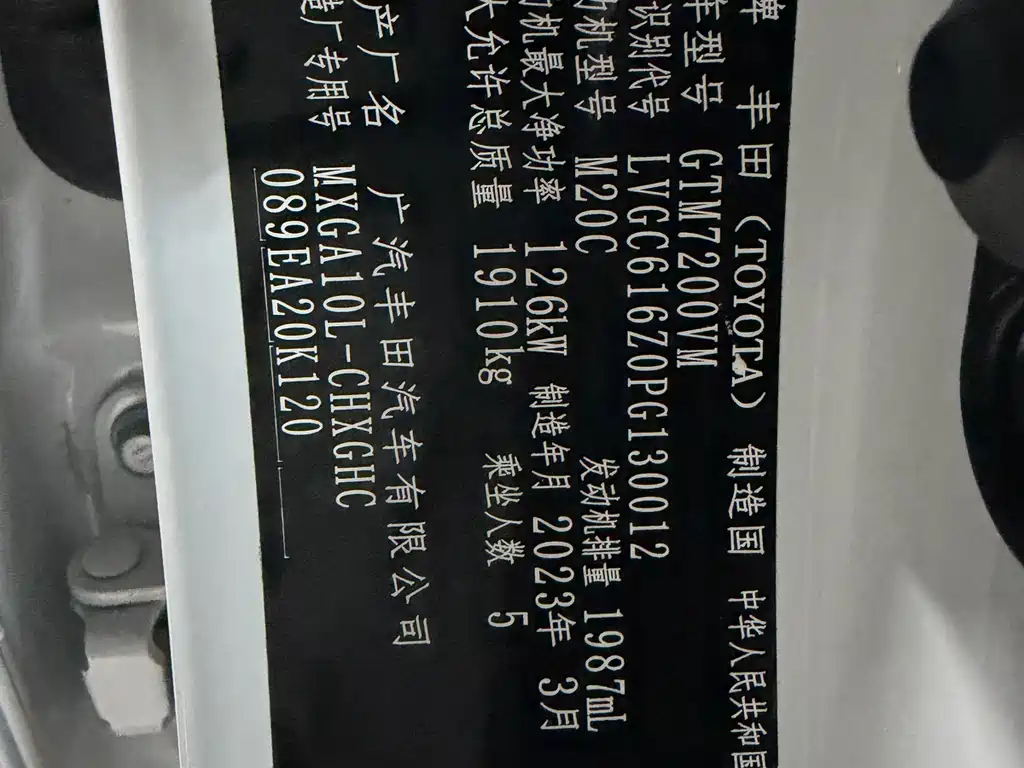 牌 丰田（TOYOTA） 制造国 中华人民共和国
车型号 GTM7200VM
识别代号 LVGC616Z0PG130012
机型号 M20C 发动机排量 1987mL
机最大净功率 126kW 制造年月 2023年 3月
大允许总质量 1910kg 乘坐人数 5
产厂名 广汽丰田汽车有限公司
造厂专用号 MXGA10L-CHXGHC
089EA20K120